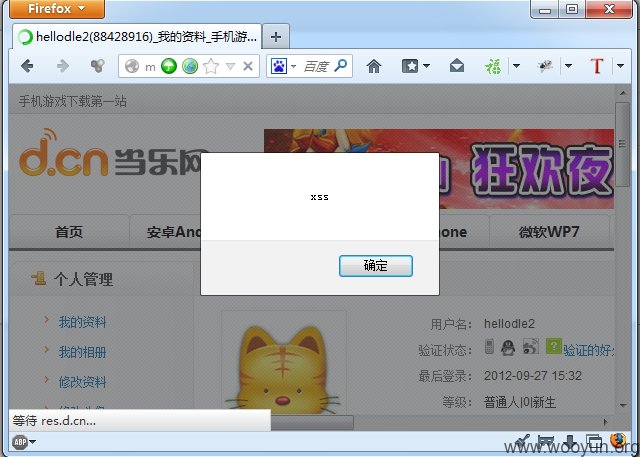 Firefox
hellodle2(88428916)_我的资料_手机游...
m 百度
手机游戏下载第一站
d.cn 当乐网 狂欢夜
xss
确定
首页 安卓And hone 微软WP7
个人管理
我的资料
我的相册
修改资料
用户名： hellodle2
验证状态： 验证的好处
最后登录： 2012-09-27 15:32
等级： 普通人|0|新生
等待 res.d.cn...
ABP
www.wooyun.org